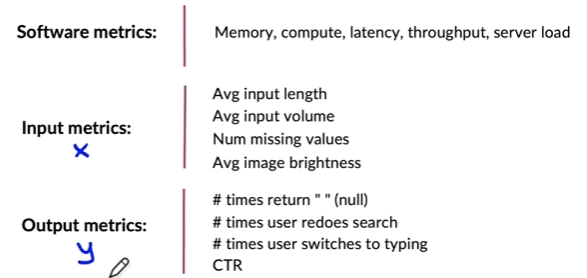 Software metrics:
Memory, compute, latency, throughput, server load
Input metrics:
x
Avg input length
Avg input volume
Num missing values
Avg image brightness
Output metrics:
y
# times return " " (null)
# times user redoes search
# times user switches to typing
CTR